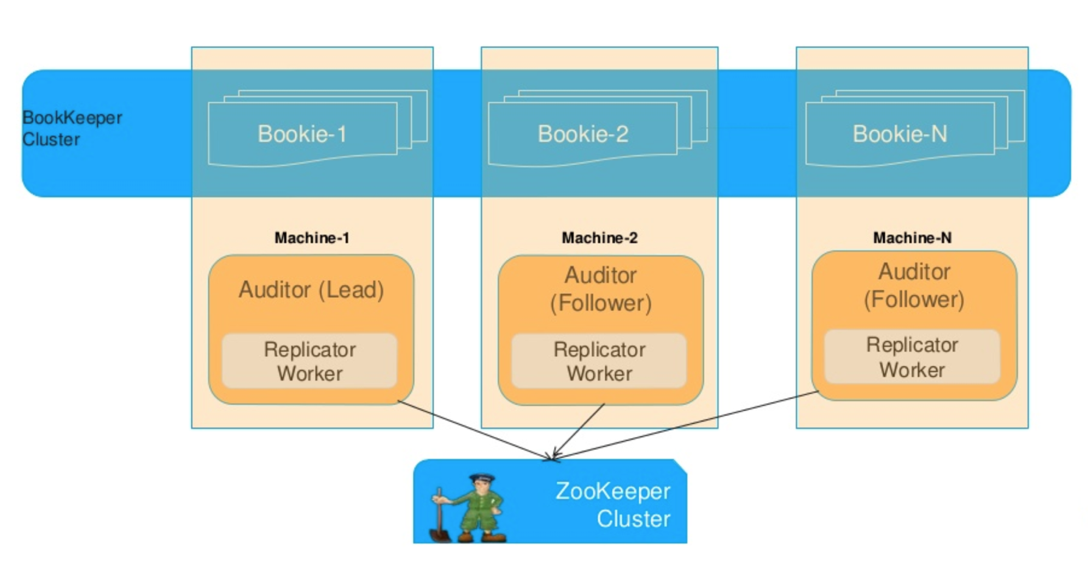 BookKeeper
Cluster
Bookie-1
Bookie-2
Bookie-N
Machine-1
Machine-2
Machine-N
Auditor (Lead)
Auditor
(Follower)
Auditor
(Follower)
Replicator
Worker
Replicator
Worker
Replicator
Worker
ZooKeeper
Cluster